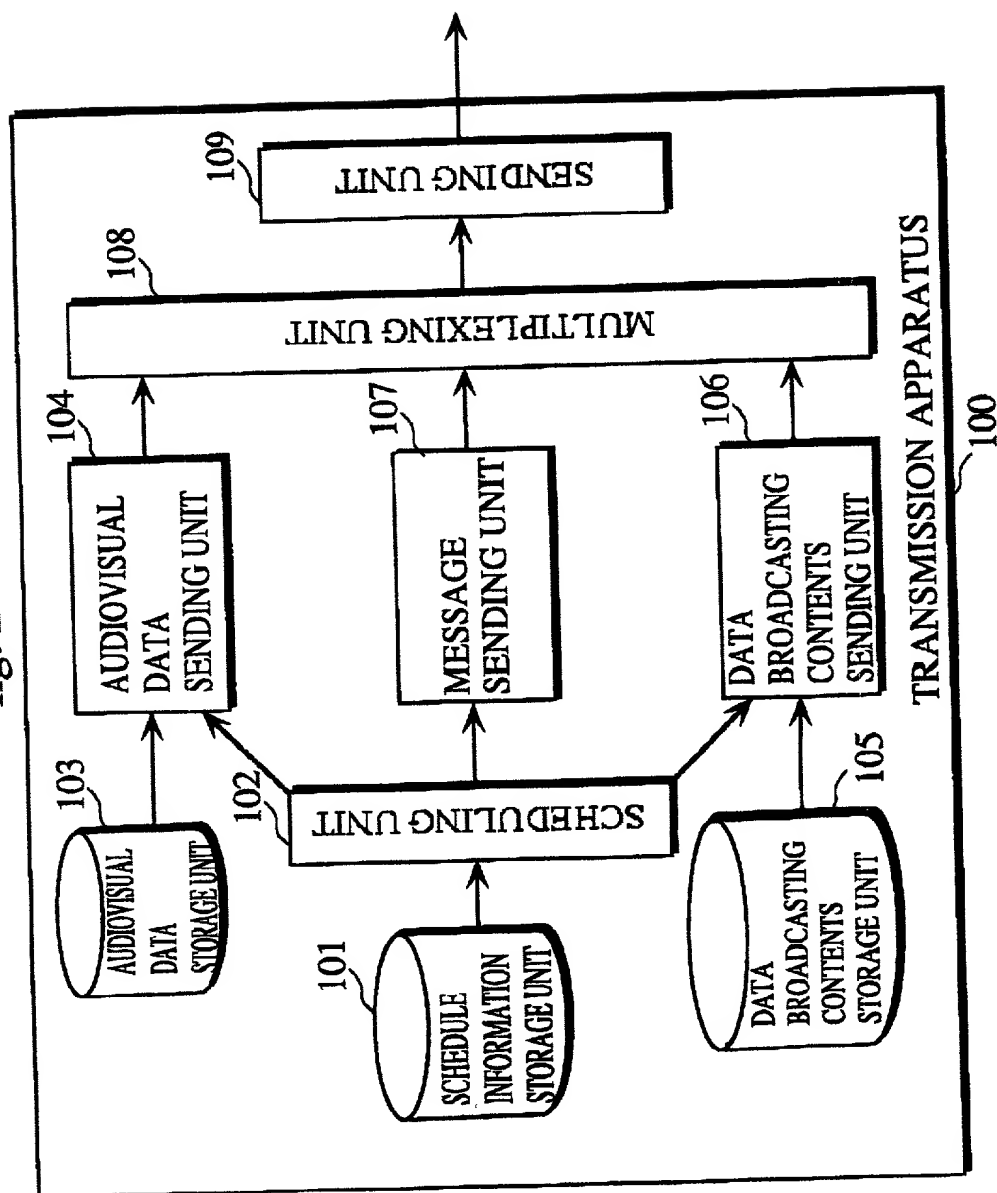 109
SENDING UNIT
108
MULTIPLEXING UNIT
104
AUDIOVISUAL
DATA
SENDING UNIT
107
MESSAGE
SENDING UNIT
106
DATA
BROADCASTING
CONTENTS
SENDING UNIT
102
SCHEDULING UNIT
103
AUDIOVISUAL
DATA
STORAGE UNIT
101
SCHEDULE
INFORMATION
STORAGE UNIT
105
DATA
BROADCASTING
CONTENTS
STORAGE UNIT
TRANSMISSION APPARATUS
100